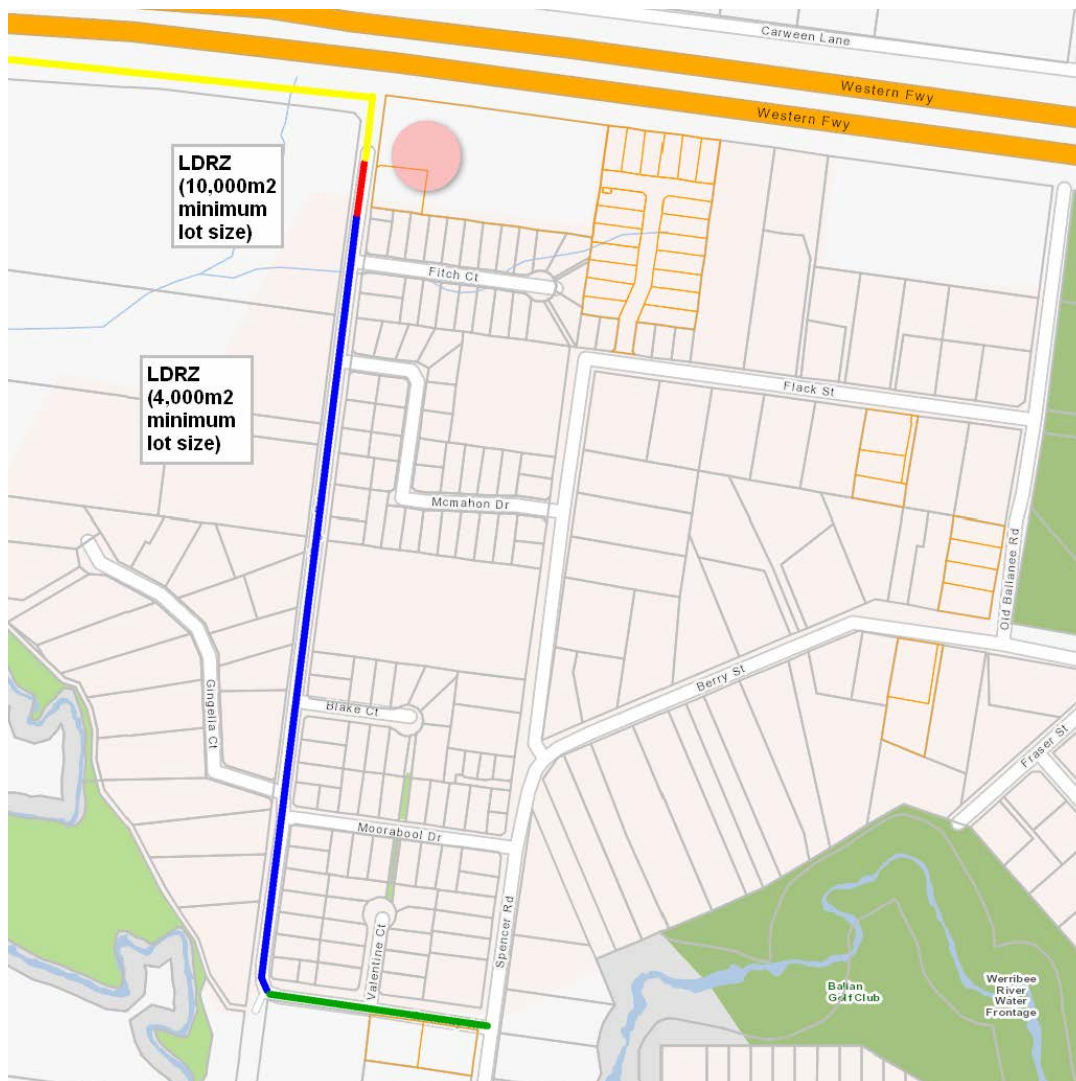 Carween Lane
Western Fwy
Western Fwy
LDRZ
(10,000m2
minimum
lot size)
Fitch Ct
LDRZ
(4,000m2
minimum
lot size)
Flack St
Mcmahon Dr
Old Ballanee Rd
Gingella Ct
Blake Ct
Berry St
Fraser St
Moorabool Dr
Spencer Rd
Valentine Ct
Ballan
Golf Club
Werribee
River
Water
Frontage